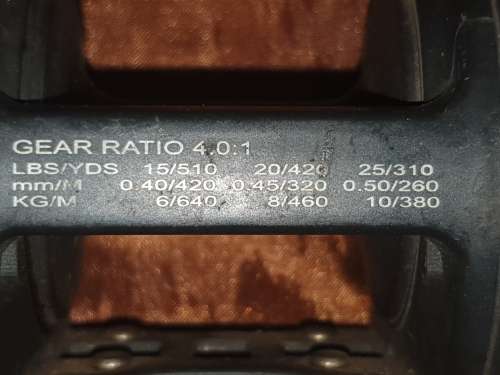 GEAR RATIO 4.0:1
LBS/YDS 15/510 20/420 25/310
mm/M 0.40/420 0.45/320 0.50/260
KG/M 6/640 8/460 10/380